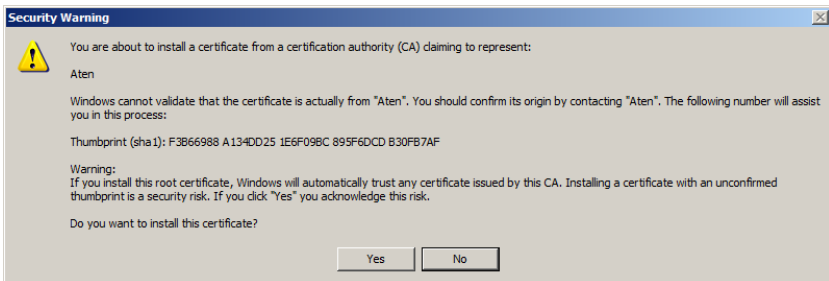 Security Warning
You are about to install a certificate from a certification authority (CA) claiming to represent:
Aten
Windows cannot validate that the certificate is actually from "Aten". You should confirm its origin by contacting "Aten". The following number will assist
you in this process:
Thumbprint (sha1): F3B66988 A134DD25 1E6F09BC 895F6DCD B30FB7AF
Warning:
If you install this root certificate, Windows will automatically trust any certificate issued by this CA. Installing a certificate with an unconfirmed
thumbprint is a security risk. If you click "Yes" you acknowledge this risk.
Do you want to install this certificate?
Yes No